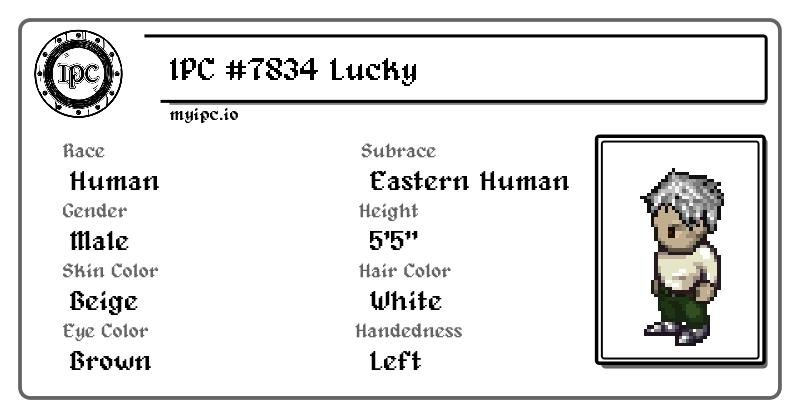 IPC
IPC #7834 Lucky
myipc.io
Race
Human
Subrace
Eastern Human
Gender
Male
Height
5'5"
Skin Color
Beige
Hair Color
White
Eye Color
Brown
Handedness
Left